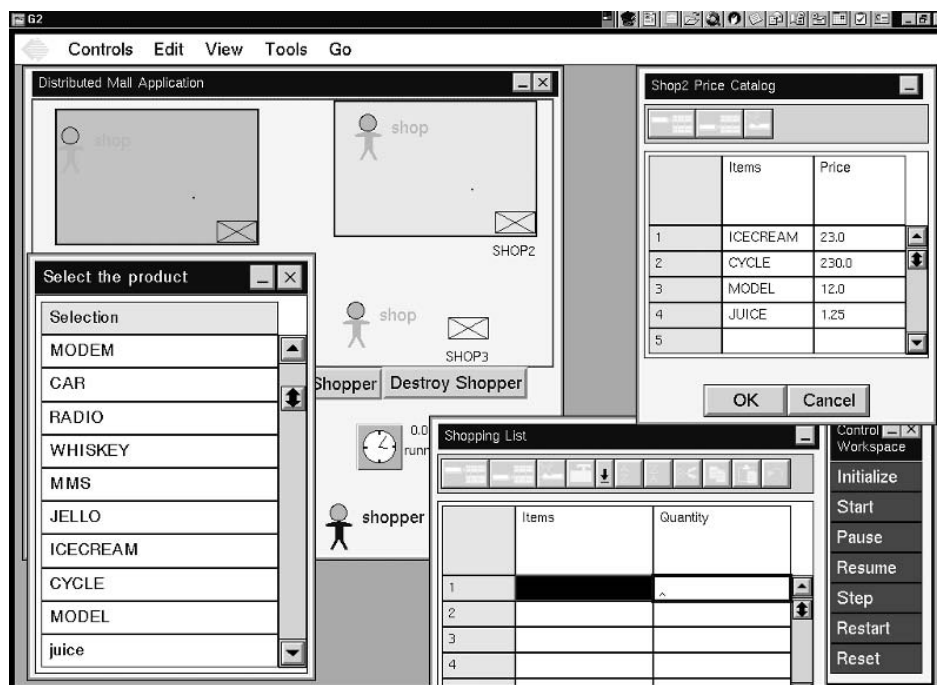 G2
Controls Edit View Tools Go
Distributed Mall Application
shop
shop
SHOP2
shop
SHOP3
Shopper
Destroy Shopper
0.0
runn
shopper
Select the product
Selection
MODEM
CAR
RADIO
WHISKEY
MMS
JELLO
ICECREAM
CYCLE
MODEL
juice
Shop2 Price Catalog
Items Price
1 ICECREAM 23.0
2 CYCLE 230.0
3 MODEL 12.0
4 JUICE 1.25
5
OK Cancel
Shopping List
Items Quantity
1
2
3
4
Control
Workspace
Initialize
Start
Pause
Resume
Step
Restart
Reset